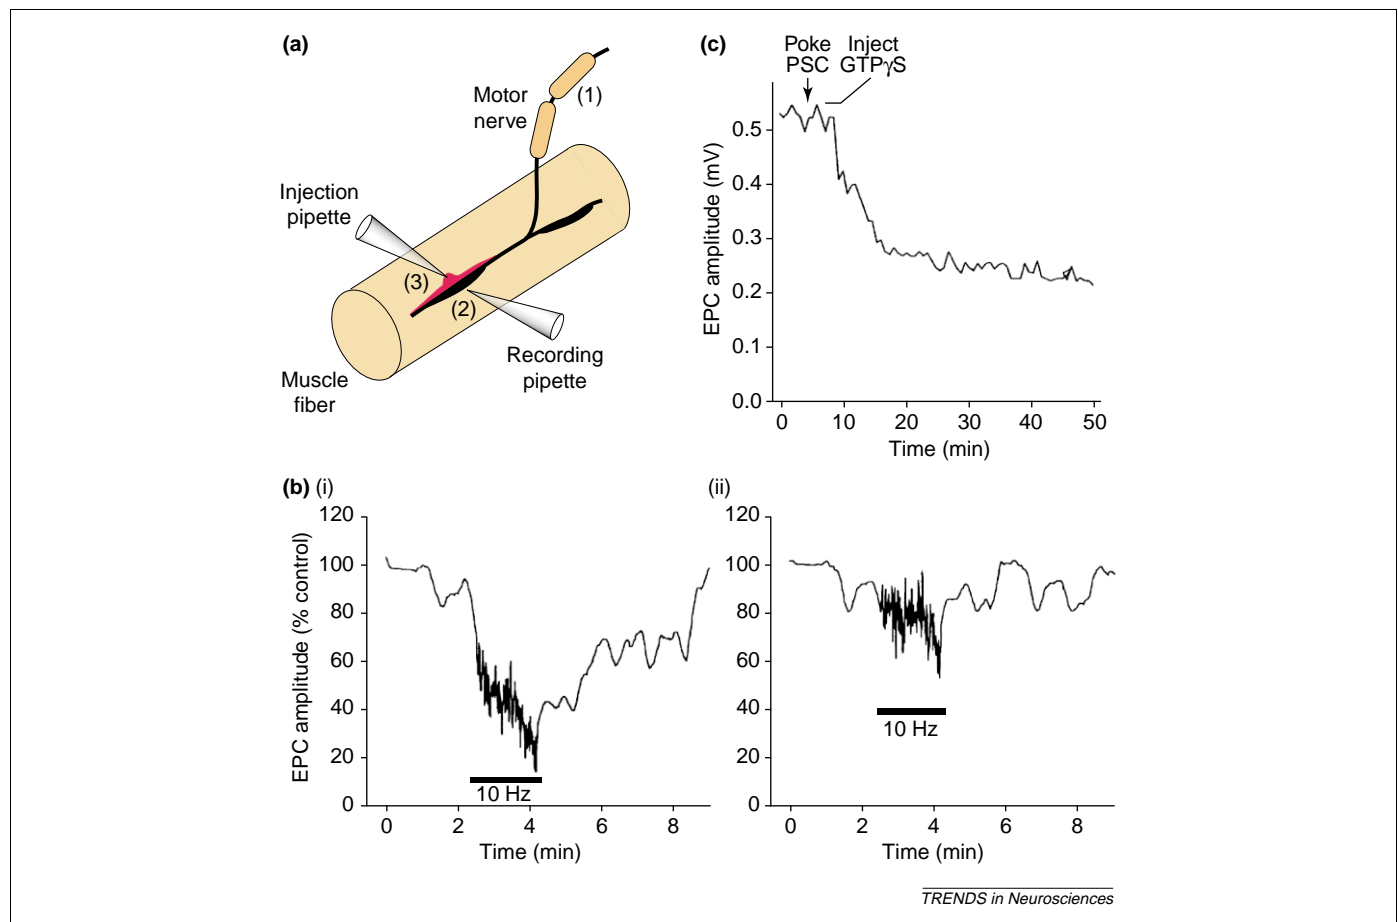 (a)
Motor
nerve
(1)
Injection
pipette
(3)
(2)
Recording
pipette
Muscle
fiber
(c)
Poke
PSC
Inject
GTPγS
EPC amplitude (mV)
0.5
0.4
0.3
0.2
0.1
0.0
0 10 20 30 40 50
Time (min)
(b) (i)
EPC amplitude (% control)
120
100
80
60
40
20
0
10 Hz
0 2 4 6 8
Time (min)
(ii)
120
100
80
60
40
20
0
10 Hz
0 2 4 6 8
Time (min)
TRENDS in Neurosciences